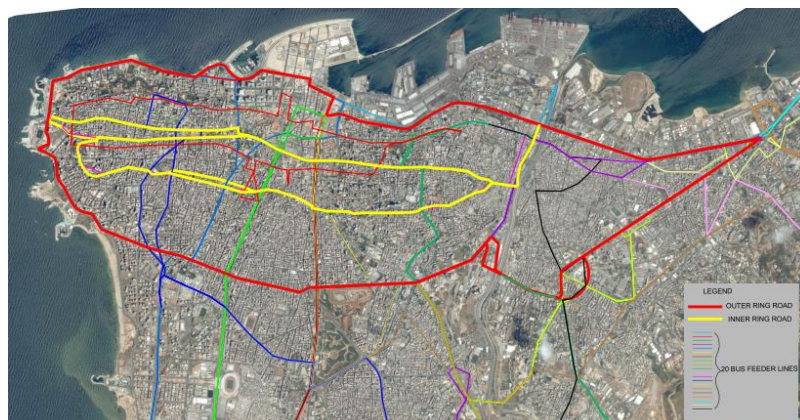 LEGEND
OUTER RING ROAD
INNER RING ROAD
20 BUS FEEDER LINES